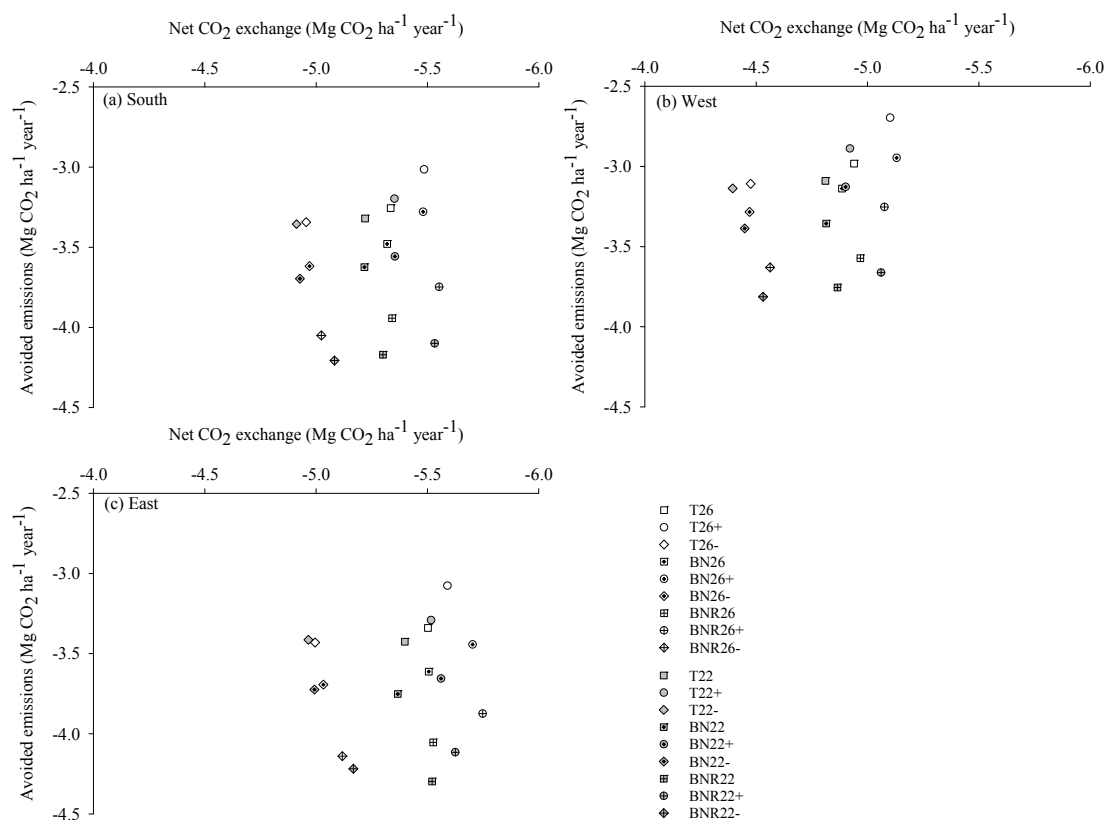 Net CO2 exchange (Mg CO2 ha-1 year-1)
-4.0 -4.5 -5.0 -5.5 -6.0
Avoided emissions (Mg CO2 ha-1 year-1)
-2.5
-3.0
-3.5
-4.0
-4.5
(a) South
Net CO2 exchange (Mg CO2 ha-1 year-1)
-4.0 -4.5 -5.0 -5.5 -6.0
Avoided emissions (Mg CO2 ha-1 year-1)
-2.5
-3.0
-3.5
-4.0
-4.5
(b) West
Net CO2 exchange (Mg CO2 ha-1 year-1)
-4.0 -4.5 -5.0 -5.5 -6.0
Avoided emissions (Mg CO2 ha-1 year-1)
-2.5
-3.0
-3.5
-4.0
-4.5
(c) East
T26
T26+
T26-
BN26
BN26+
BN26-
BNR26
BNR26+
BNR26-
T22
T22+
T22-
BN22
BN22+
BN22-
BNR22
BNR22+
BNR22-